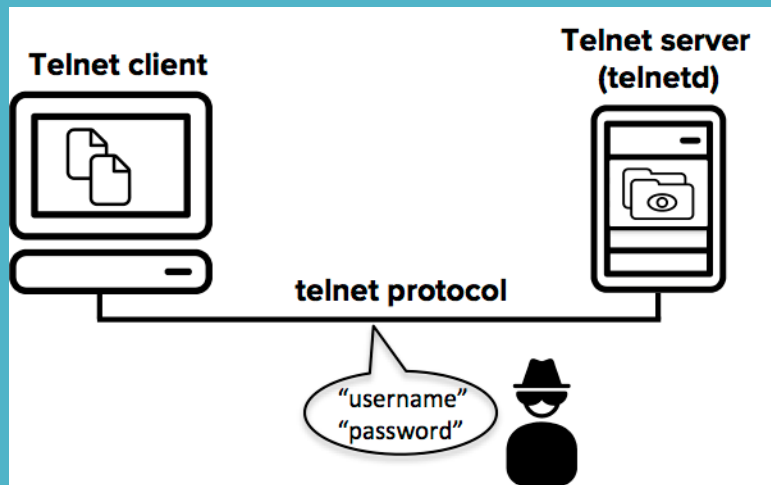 Telnet client
Telnet server
(telnetd)
telnet protocol
“username”
“password”